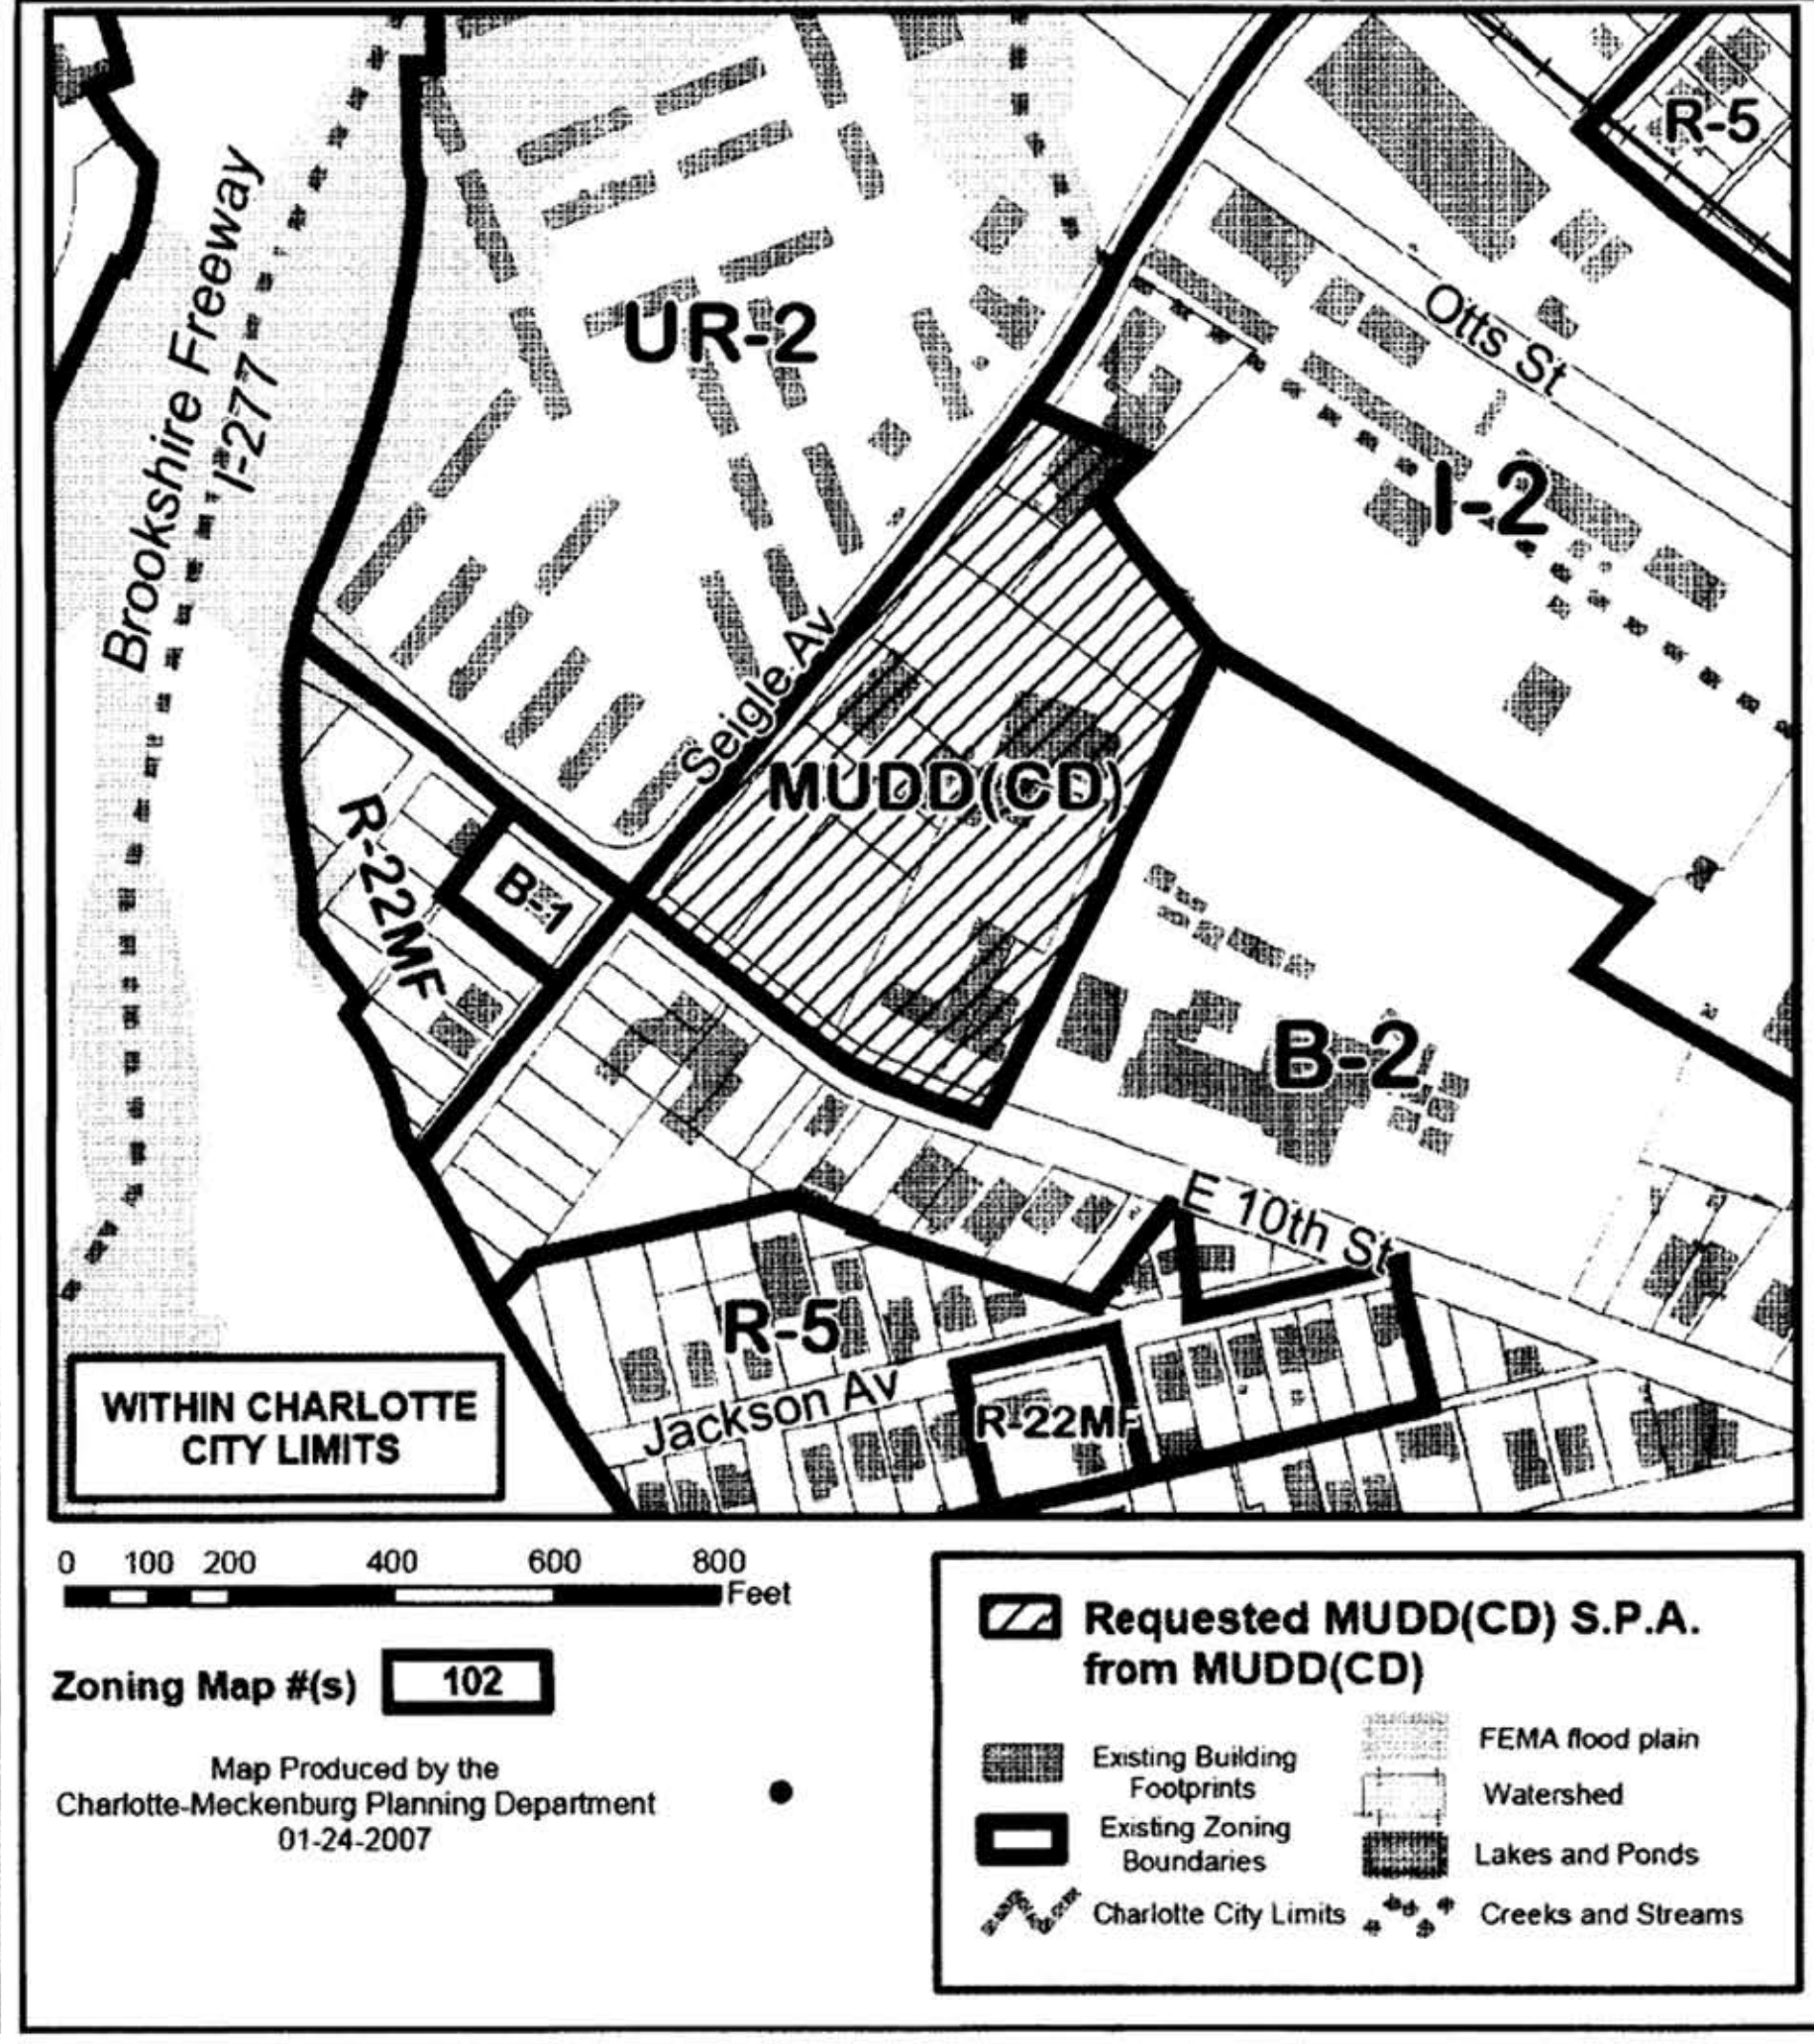 R-5
Brookshire Freeway
I-277
UR-2
Otts St
I-2
Seigle Av
MUDD(CD)
R-22MF
B-1
B-2
E 10th St
R-5
Jackson Av
R-22MF
WITHIN CHARLOTTE
CITY LIMITS
0 100 200 400 600 800
Feet
Zoning Map #(s) 102
Map Produced by the
Charlotte-Meckenburg Planning Department
01-24-2007
Requested MUDD(CD) S.P.A.
from MUDD(CD)
Existing Building
Footprints
Existing Zoning
Boundaries
Charlotte City Limits
FEMA flood plain
Watershed
Lakes and Ponds
Creeks and Streams